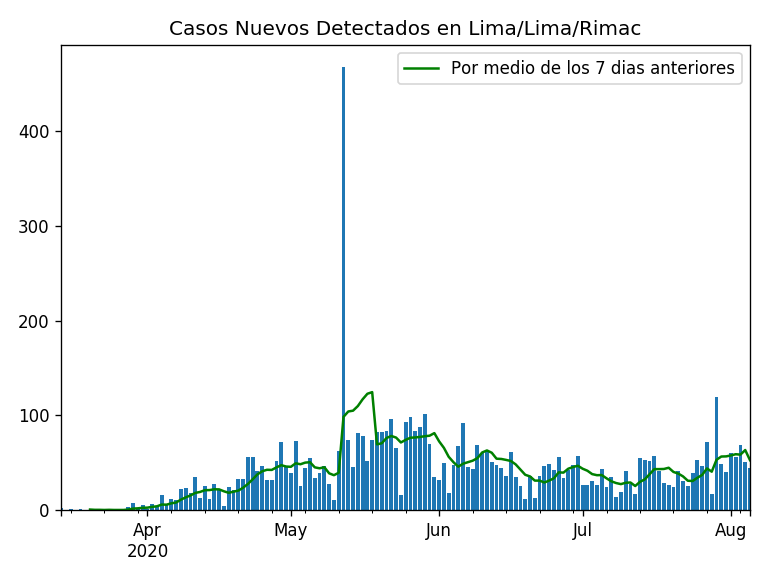 Casos Nuevos Detectados en Lima/Lima/Rimac
Por medio de los 7 dias anteriores
400
300
200
100
0
Apr
2020
May
Jun
Jul
Aug